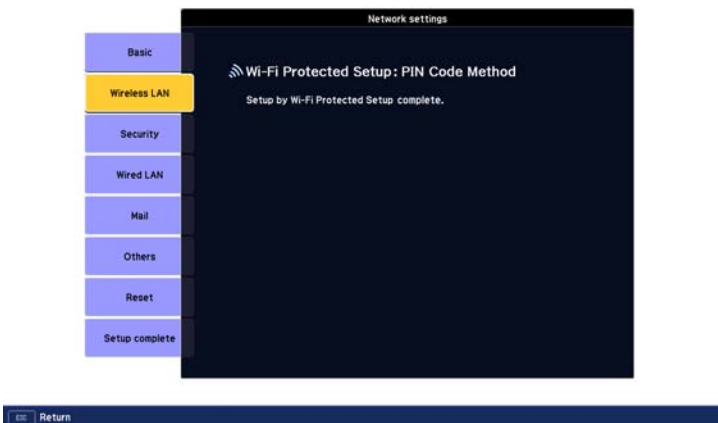 Network settings
Basic
Wireless LAN
Security
Wired LAN
Mail
Others
Reset
Setup complete
Wi-Fi Protected Setup: PIN Code Method
Setup by Wi-Fi Protected Setup complete.
ESC Return